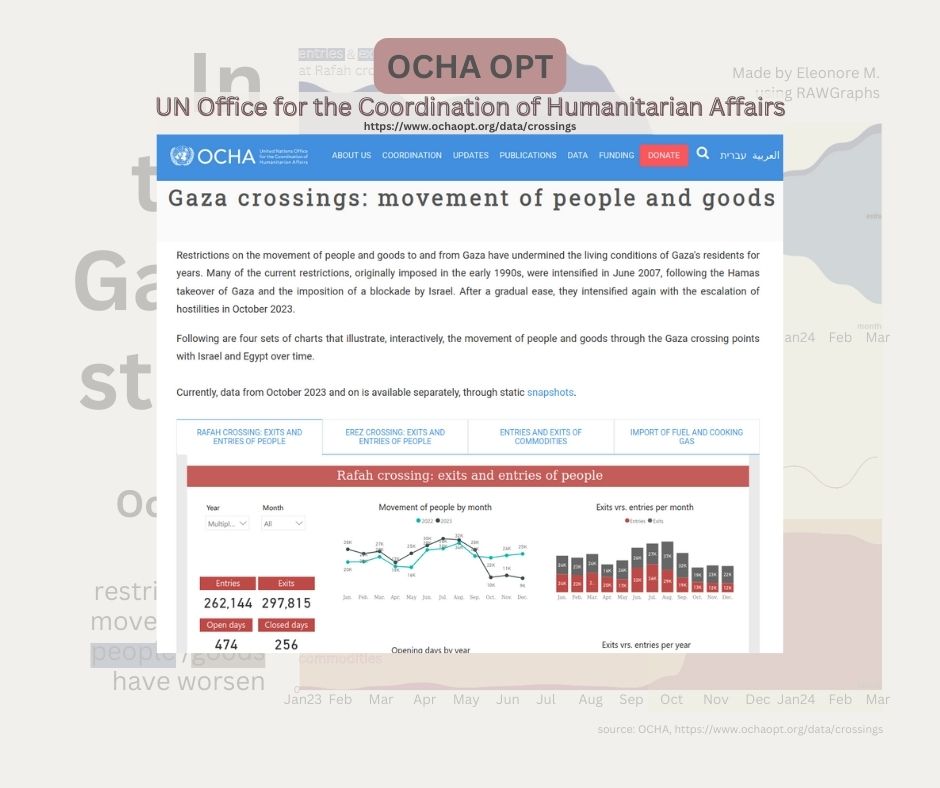 OCHA OPT
UN Office for the Coordination of Humanitarian Affairs
https://www.ochaopt.org/data/crossings
In
entries &
at Rafah
Made by Eleonore M.
using RAWGraphs
OCHA
United Nations Office
for the Coordination of
Humanitarian Affairs
ABOUT US COORDINATION UPDATES PUBLICATIONS DATA FUNDING DONATE עברית العربية
Gaza crossings: movement of people and goods
Restrictions on the movement of people and goods to and from Gaza have undermined the living conditions of Gaza's residents for
years. Many of the current restrictions, originally imposed in the early 1990s, were intensified in June 2007, following the Hamas
takeover of Gaza and the imposition of a blockade by Israel. After a gradual ease, they intensified again with the escalation of
hostilities in October 2023.
Following are four sets of charts that illustrate, interactively, the movement of people and goods through the Gaza crossing points
with Israel and Egypt over time.
Currently, data from October 2023 and on is available separately, through static snapshots.
month
an24 Feb Mar
RAFAH CROSSING: EXITS AND
ENTRIES OF PEOPLE
EREZ CROSSING: EXITS AND
ENTRIES OF PEOPLE
ENTRIES AND EXITS OF
COMMODITIES
IMPORT OF FUEL AND COOKING
GAS
Rafah crossing: exits and entries of people
Year Month
Multipl... All
Entries Exits
262,144 297,815
Open days Closed days
474 256
Movement of people by month
2022 2023
Jan. Feb. Mar. Apr. May Jun. Jul. Aug. Sep. Oct. Nov. Dec.
Exits vrs. entries per month
Entries Exits
Jan. Feb. Mar. Apr. May Jun. Jul. Aug. Sep. Oct. Nov. Dec.
Opening days by year
Exits vrs. entries per year
restri
move
people / goods
have worsen
commodities
0
Jan23 Feb Mar Apr May Jun Jul Aug Sep Oct Nov Dec Jan24 Feb Mar
source: OCHA, https://www.ochaopt.org/data/crossings